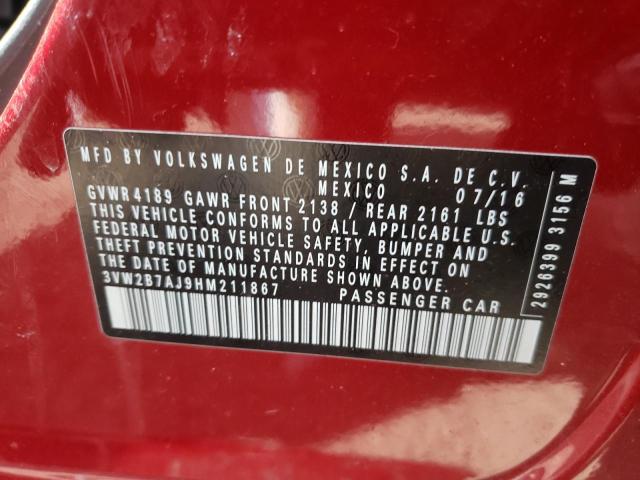 MFD BY VOLKSWAGEN DE MEXICO S.A. DE C.V.
MEXICO 07/16
GVWR 4189 GAWR FRONT 2138 / REAR 2161 LBS
THIS VEHICLE CONFORMS TO ALL APPLICABLE U.S.
FEDERAL MOTOR VEHICLE SAFETY, BUMPER AND
THEFT PREVENTION STANDARDS IN EFFECT ON
THE DATE OF MANUFACTURE SHOWN ABOVE.
3VW2B7AJ9HM211867 PASSENGER CAR
2926399 3156 M